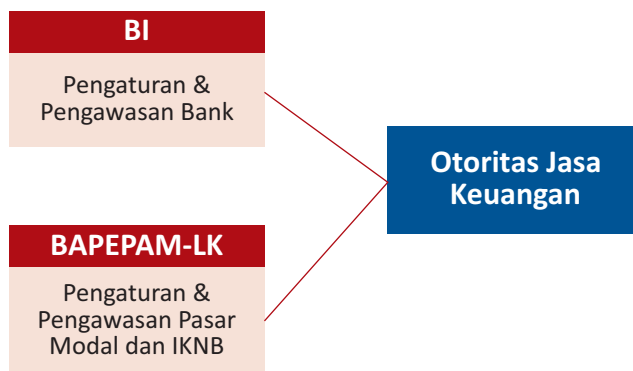 BI
Pengaturan &
Pengawasan Bank
Otoritas Jasa
Keuangan
BAPEPAM-LK
Pengaturan &
Pengawasan Pasar
Modal dan IKNB